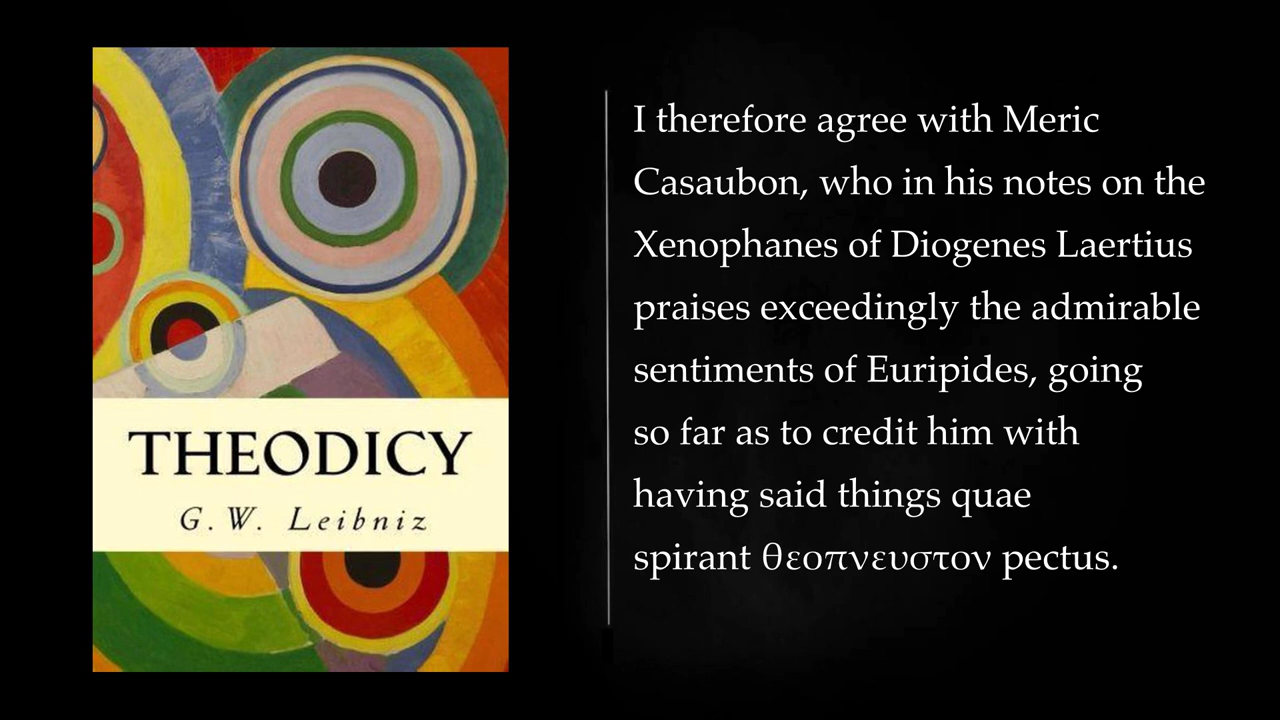 THEODICY
G. W. Leibniz
I therefore agree with Meric
Casaubon, who in his notes on the
Xenophanes of Diogenes Laertius
praises exceedingly the admirable
sentiments of Euripides, going
so far as to credit him with
having said things quae
spirant θεοπνευστον pectus.